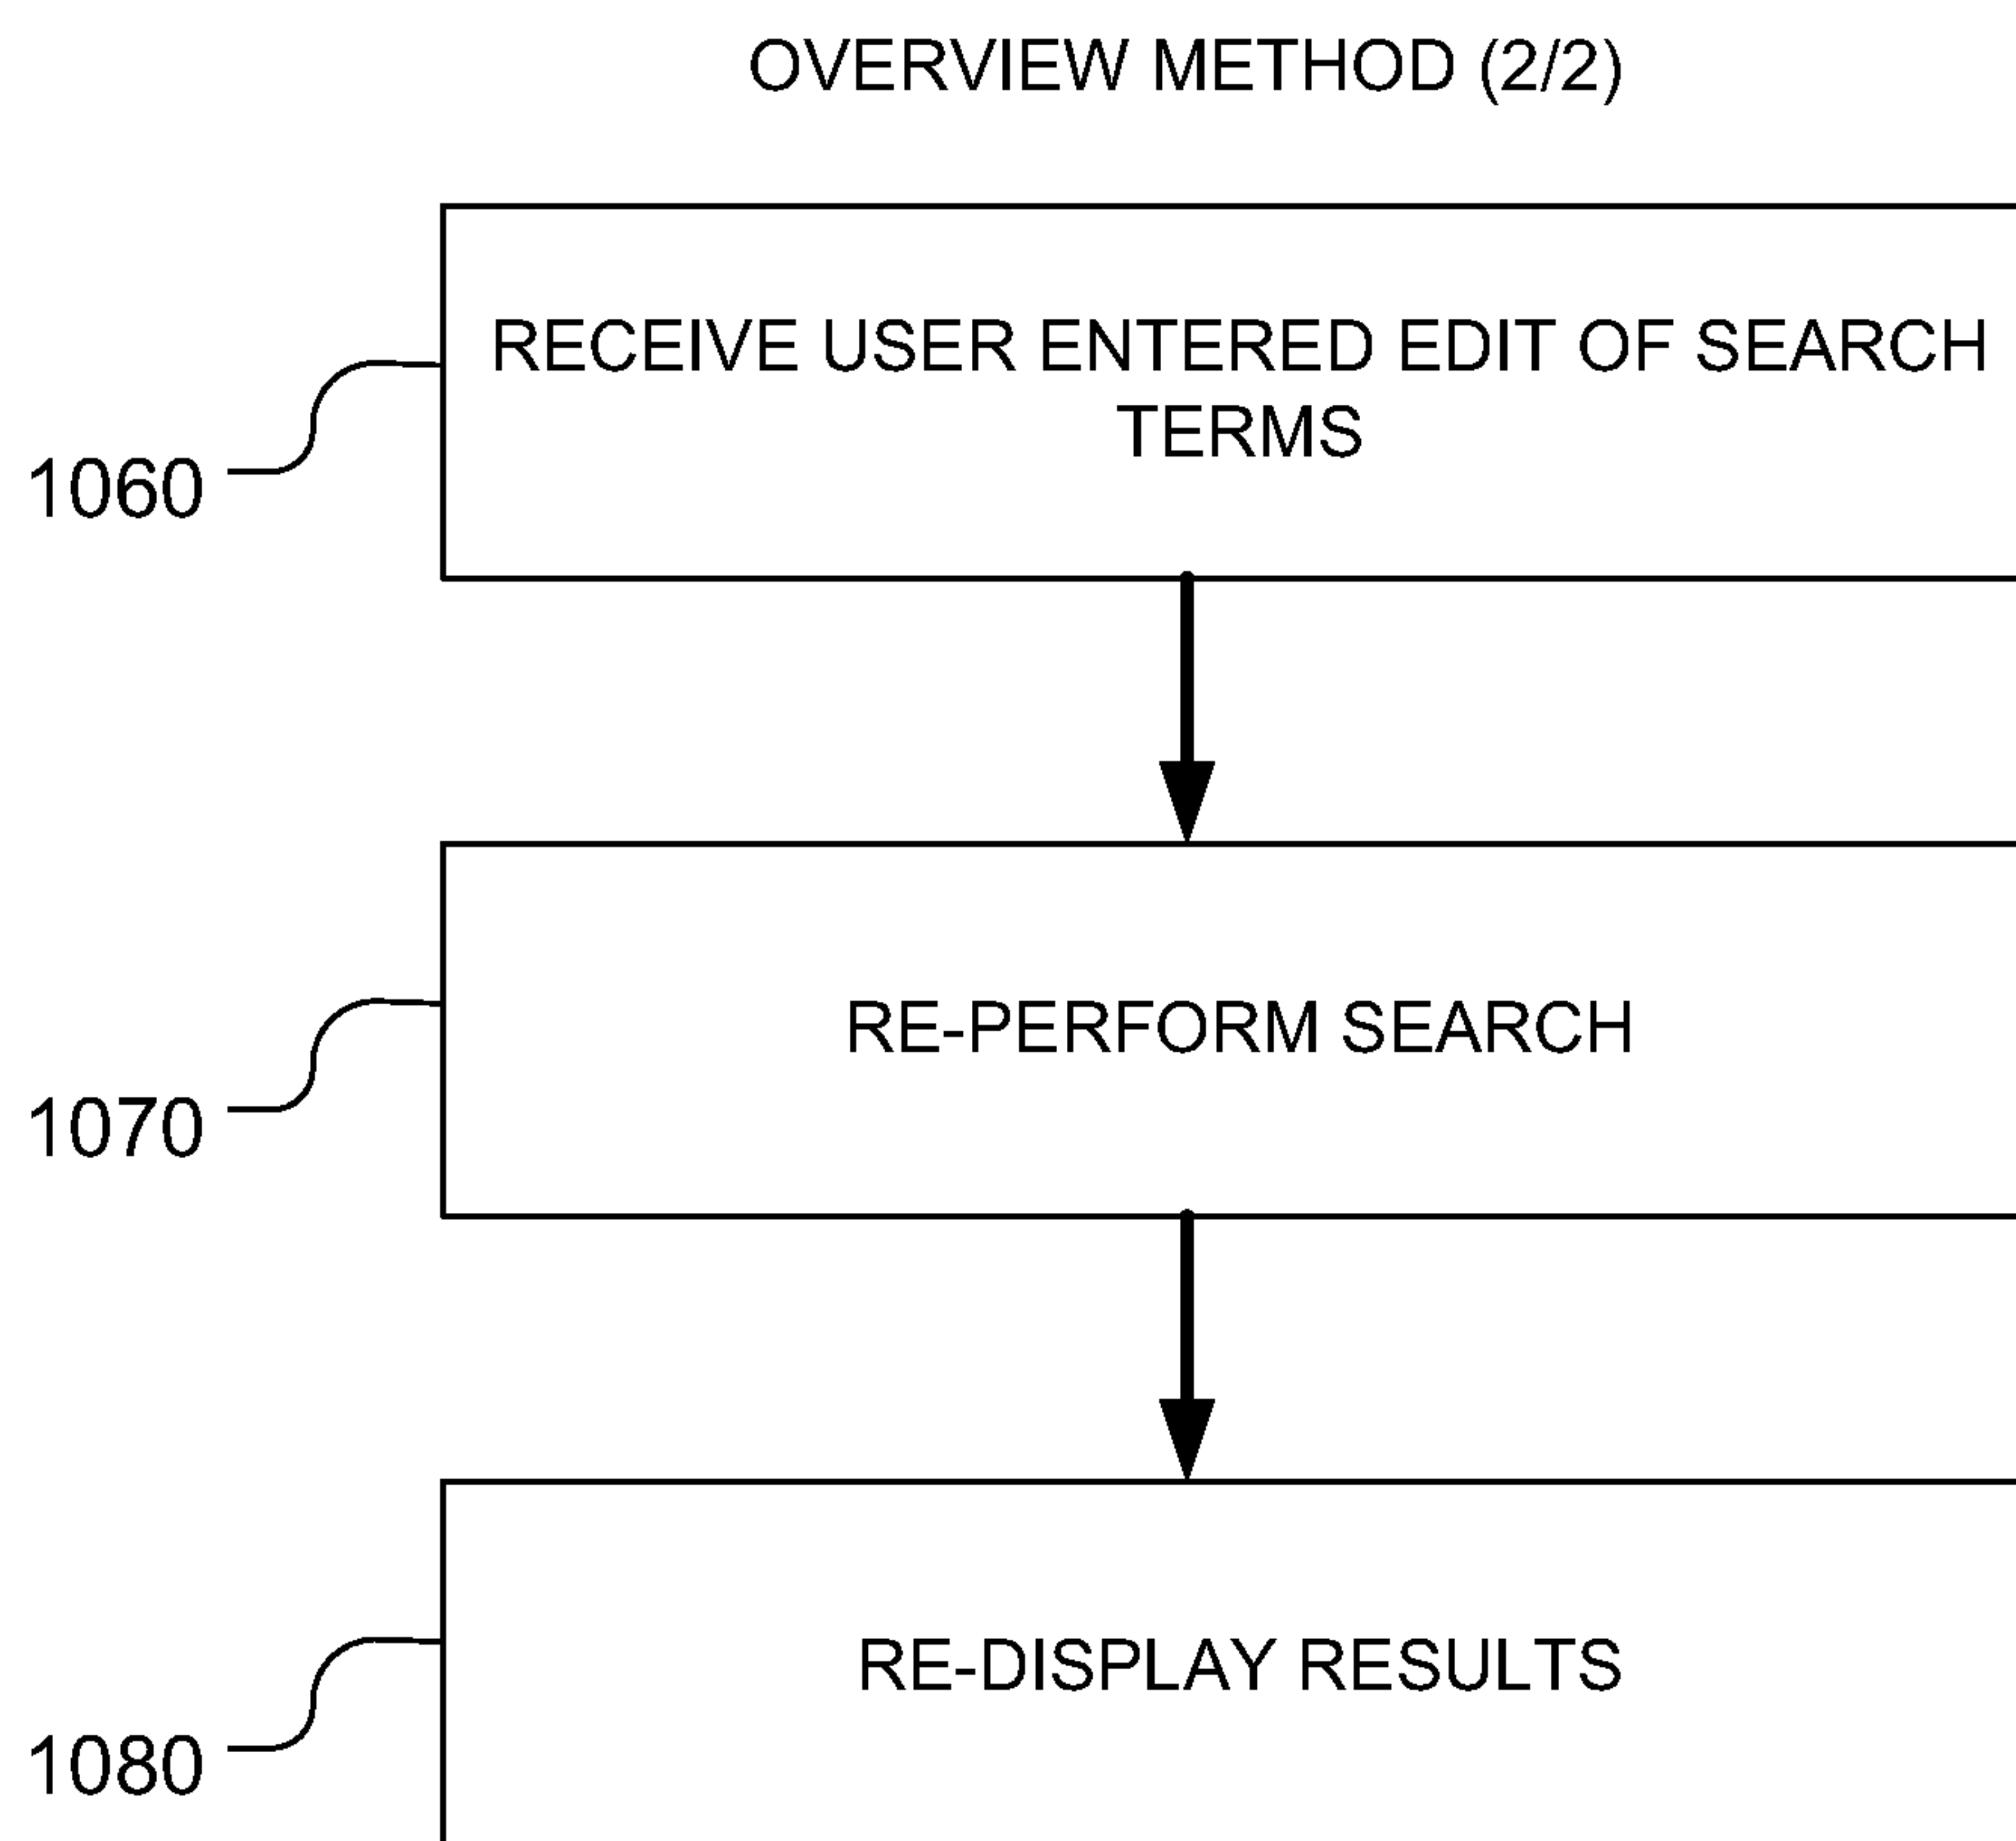 OVERVIEW METHOD (2/2)
RECEIVE USER ENTERED EDIT OF SEARCH
TERMS
1060
RE-PERFORM SEARCH
1070
RE-DISPLAY RESULTS
1080